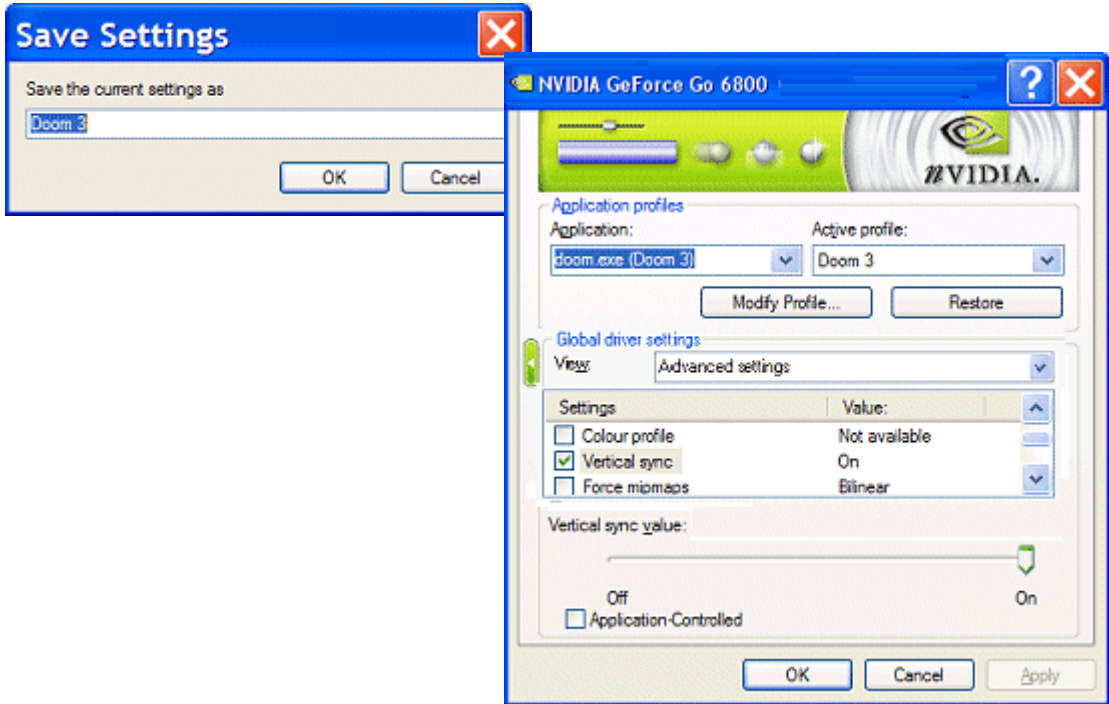 Save Settings
Save the current settings as
Doom 3
OK Cancel
NVIDIA GeForce Go 6800
nVIDIA.
Application profiles
Application: Active profile:
doom.exe (Doom 3) Doom 3
Modify Profile... Restore
Global driver settings
View: Advanced settings
Settings Value:
Colour profile Not available
Vertical sync On
Force mipmaps Bilinear
Vertical sync value:
Off On
Application-Controlled
OK Cancel Apply